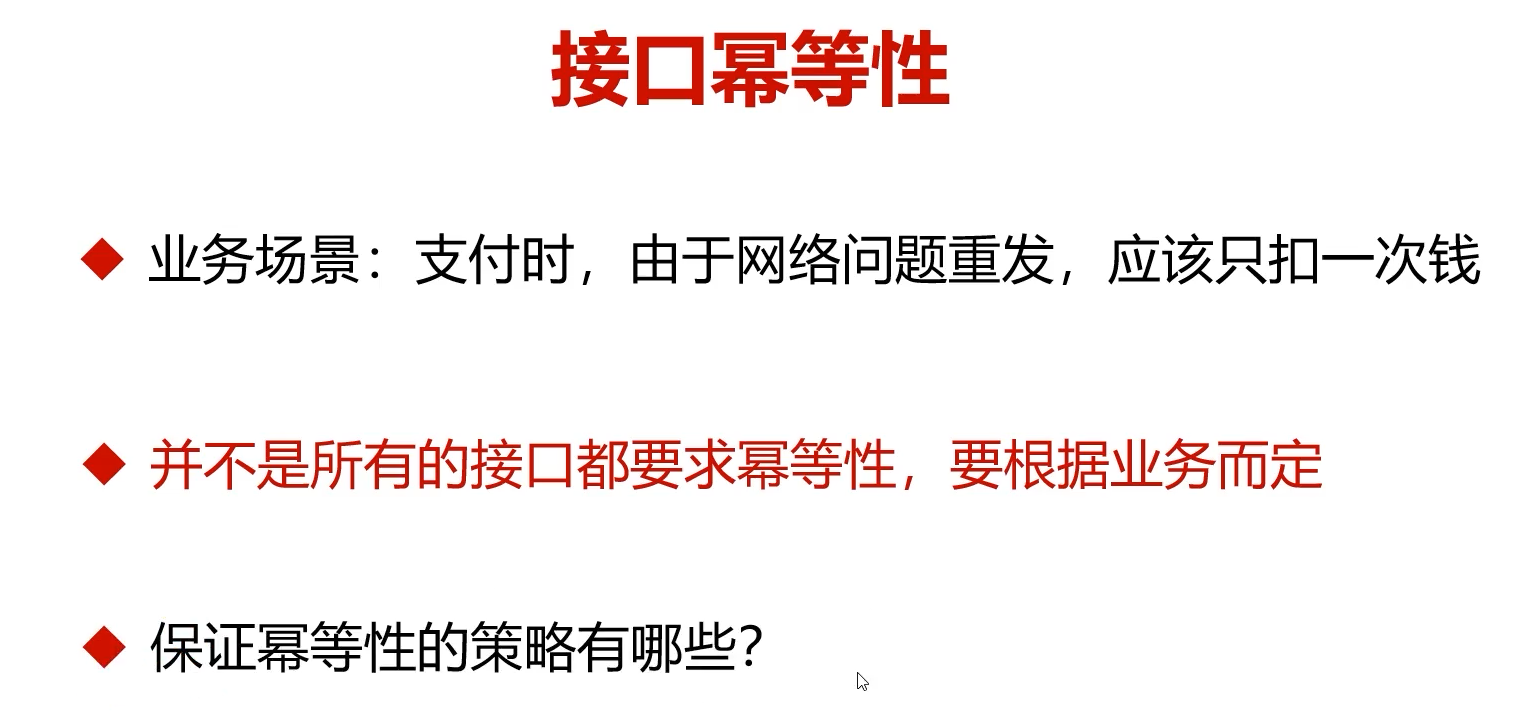 接口幂等性
业务场景：支付时，由于网络问题重发，应该只扣一次钱
并不是所有的接口都要求幂等性，要根据业务而定
保证幂等性的策略有哪些？